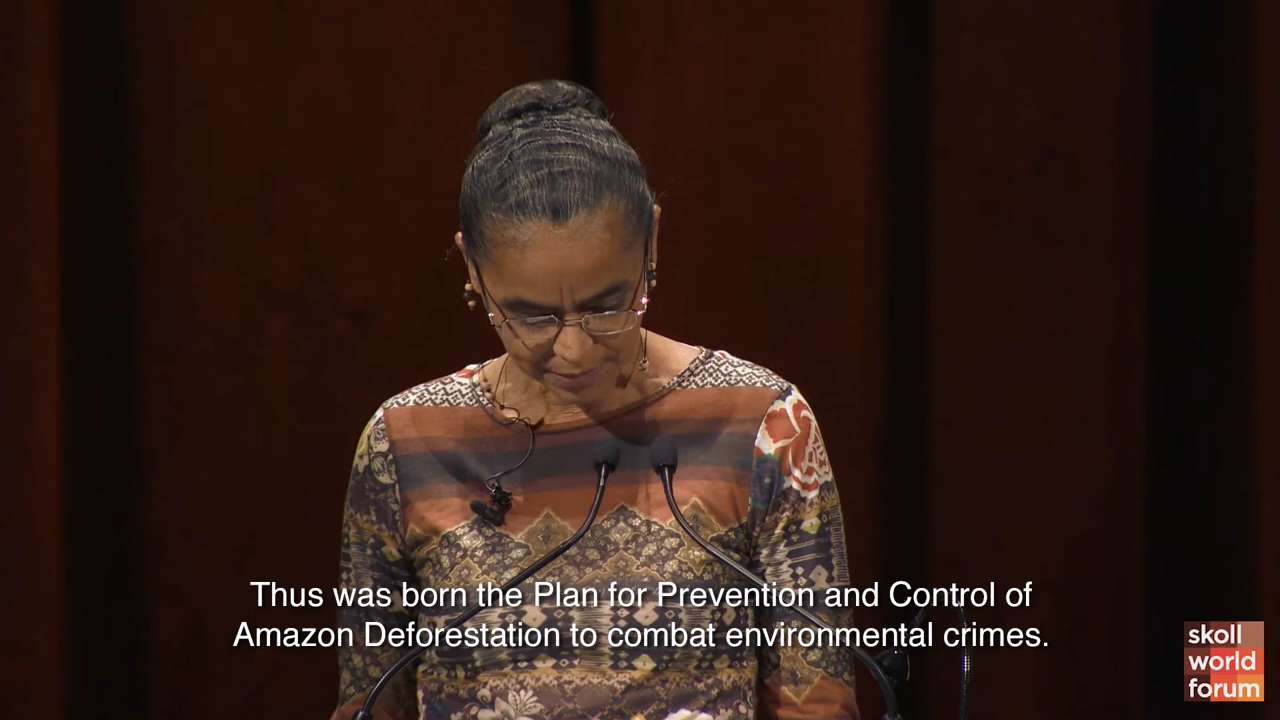 Thus was born the Plan for Prevention and Control of
Amazon Deforestation to combat environmental crimes.
skoll
world
forum